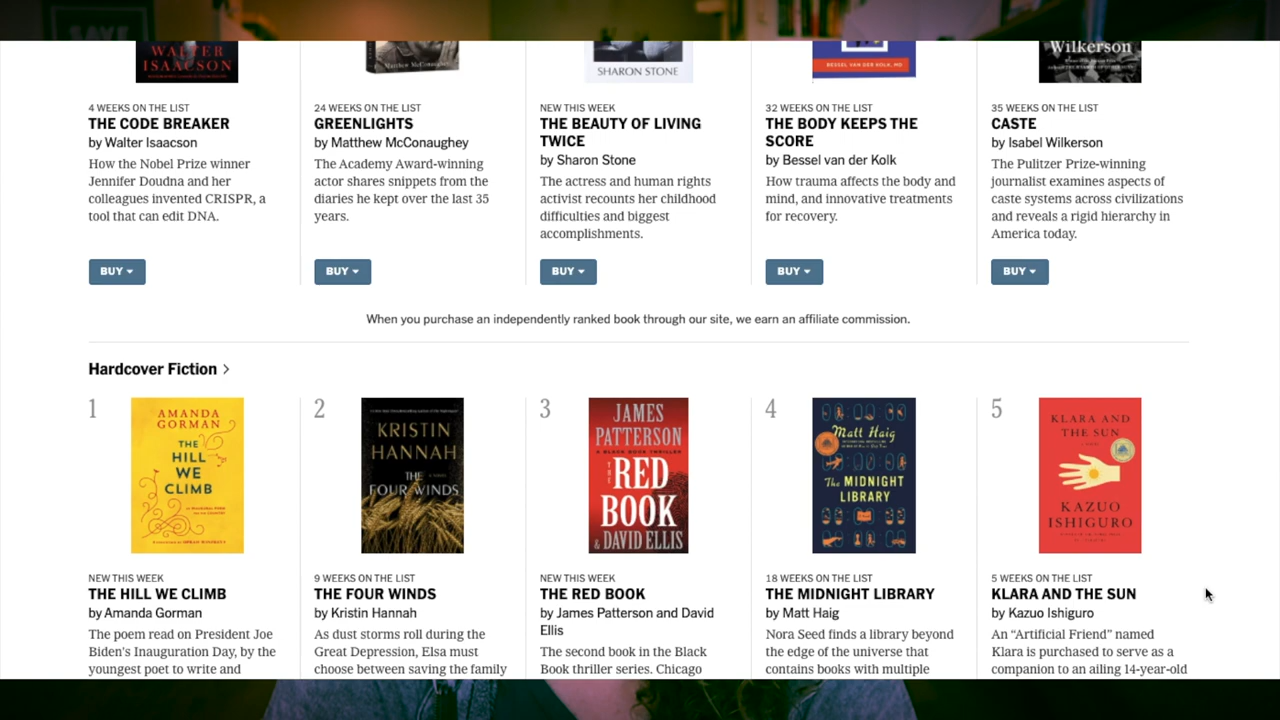 SAVE
WALTER
ISAACSON
Matthew McConaughey
SHARON STONE
BESSEL VAN DER KOLK, MD
Wilkerson
4 WEEKS ON THE LIST
THE CODE BREAKER
by Walter Isaacson
How the Nobel Prize winner
Jennifer Doudna and her
colleagues invented CRISPR, a
tool that can edit DNA.
BUY
24 WEEKS ON THE LIST
GREENLIGHTS
by Matthew McConaughey
The Academy Award-winning
actor shares snippets from the
diaries he kept over the last 35
years.
BUY
NEW THIS WEEK
THE BEAUTY OF LIVING
TWICE
by Sharon Stone
The actress and human rights
activist recounts her childhood
difficulties and biggest
accomplishments.
BUY
32 WEEKS ON THE LIST
THE BODY KEEPS THE
SCORE
by Bessel van der Kolk
How trauma affects the body and
mind, and innovative treatments
for recovery.
BUY
35 WEEKS ON THE LIST
CASTE
by Isabel Wilkerson
The Pulitzer Prize-winning
journalist examines aspects of
caste systems across civilizations
and reveals a rigid hierarchy in
America today.
BUY
When you purchase an independently ranked book through our site, we earn an affiliate commission.
Hardcover Fiction >
1
AMANDA
GORMAN
THE
HILL
WE
CLIMB
NEW THIS WEEK
THE HILL WE CLIMB
by Amanda Gorman
The poem read on President Joe
Biden's Inauguration Day, by the
youngest poet to write and
2
KRISTIN
HANNAH
THE
FOUR WINDS
9 WEEKS ON THE LIST
THE FOUR WINDS
by Kristin Hannah
As dust storms roll during the
Great Depression, Elsa must
choose between saving the family
3
JAMES
PATTERSON
A BLACK BOOK THRILLER
THE
RED
BOOK
& DAVID ELLIS
NEW THIS WEEK
THE RED BOOK
by James Patterson and David
Ellis
The second book in the Black
Book thriller series. Chicago
4
Matt Haig
The MIDNIGHT
LIBRARY
18 WEEKS ON THE LIST
THE MIDNIGHT LIBRARY
by Matt Haig
Nora Seed finds a library beyond
the edge of the universe that
contains books with multiple
5
KLARA AND
THE SUN
KAZUO
ISHIGURO
5 WEEKS ON THE LIST
KLARA AND THE SUN
by Kazuo Ishiguro
An “Artificial Friend” named
Klara is purchased to serve as a
companion to an ailing 14-year-old